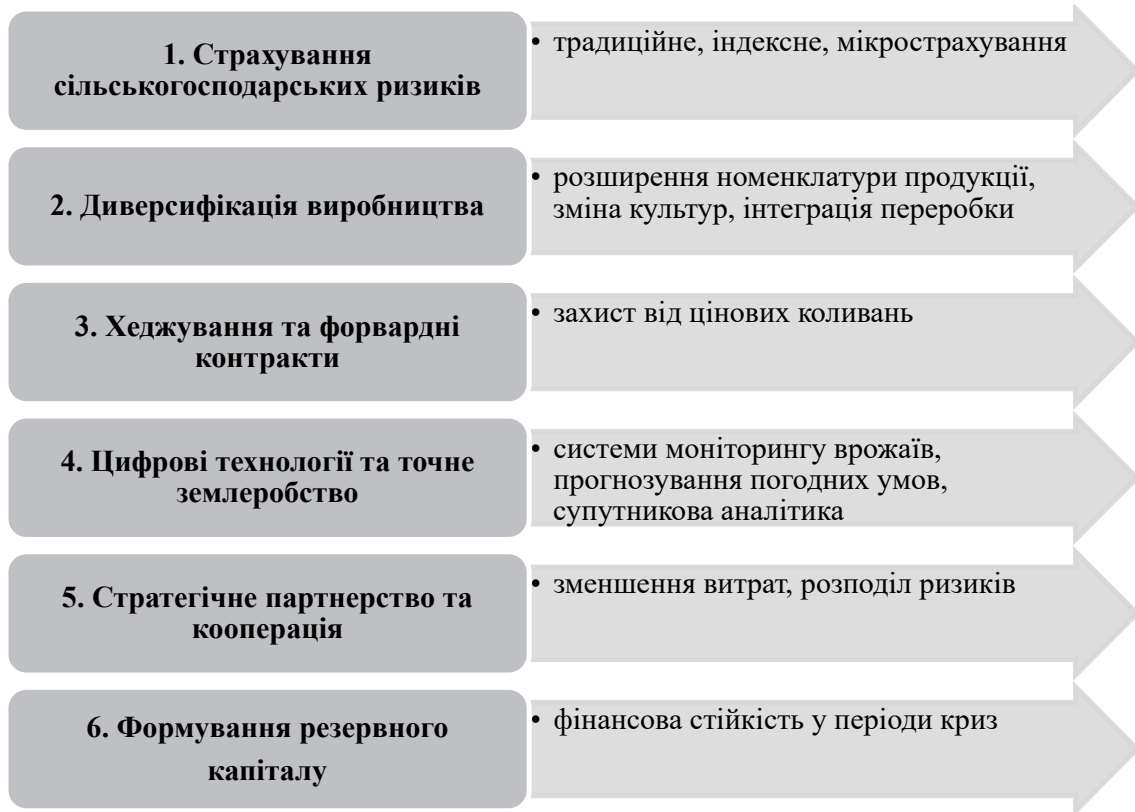 1. Страхування
сільськогосподарських ризиків
• традиційне, індексне, мікрострахування
2. Диверсифікація виробництва
• розширення номенклатури продукції,
зміна культур, інтеграція переробки
3. Хеджування та форвардні
контракти
• захист від цінових коливань
4. Цифрові технології та точне
землеробство
• системи моніторингу врожаїв,
прогнозування погодних умов,
супутникова аналітика
5. Стратегічне партнерство та
кооперація
• зменшення витрат, розподіл ризиків
6. Формування резервного
капіталу
• фінансова стійкість у періоди криз